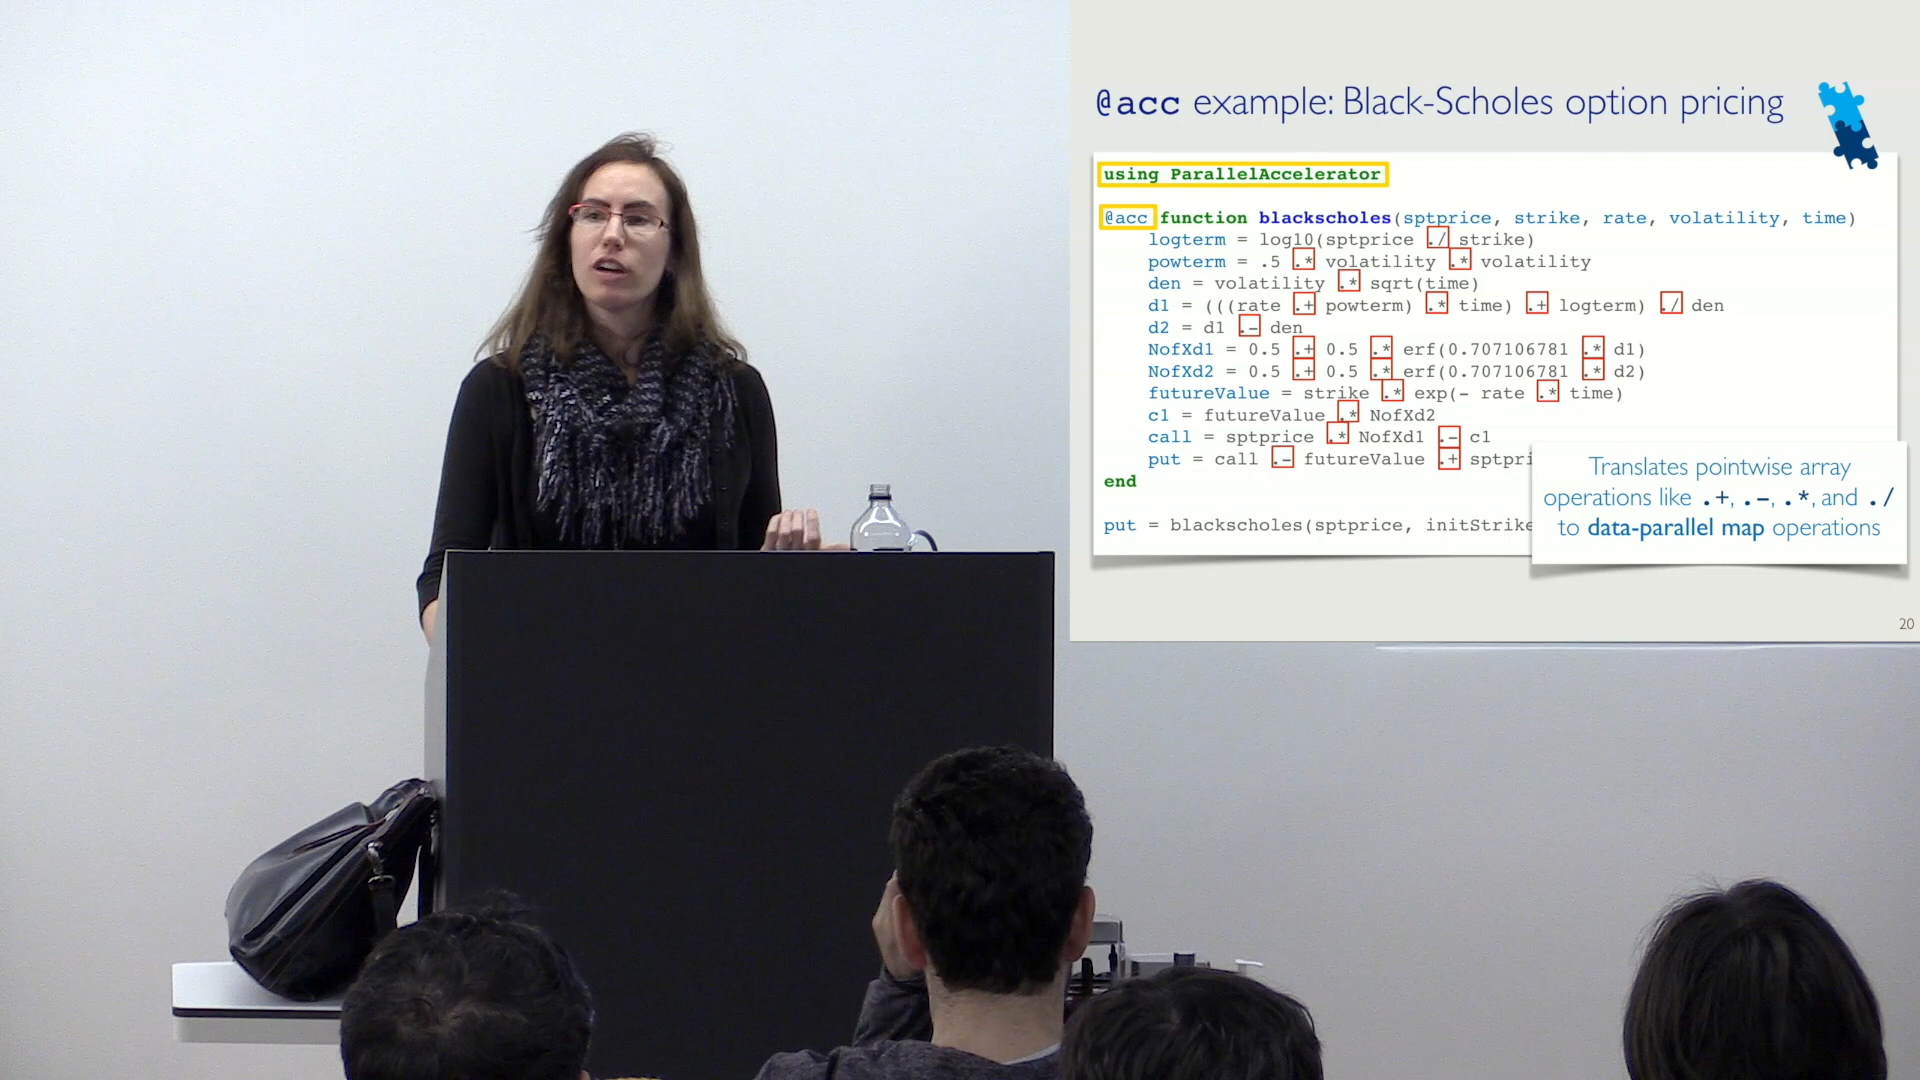 @acc example: Black-Scholes option pricing
using ParallelAccelerator
@acc function blackscholes(sptprice, strike, rate, volatility, time)
logterm = log10(sptprice ./ strike)
powterm = .5 .* volatility .* volatility
den = volatility .* sqrt(time)
d1 = (((rate .+ powterm) .* time) .+ logterm) ./ den
d2 = d1 .- den
NofXd1 = 0.5 .+ 0.5 .* erf(0.707106781 .* d1)
NofXd2 = 0.5 .+ 0.5 .* erf(0.707106781 .* d2)
futureValue = strike .* exp(- rate .* time)
c1 = futureValue .* NofXd2
call = sptprice .* NofXd1 .- c1
put = call .- futureValue .+ sptpri
end
put = blackscholes(sptprice, initStrike
Translates pointwise array
operations like .+, .-, .*, and ./
to data-parallel map operations
20